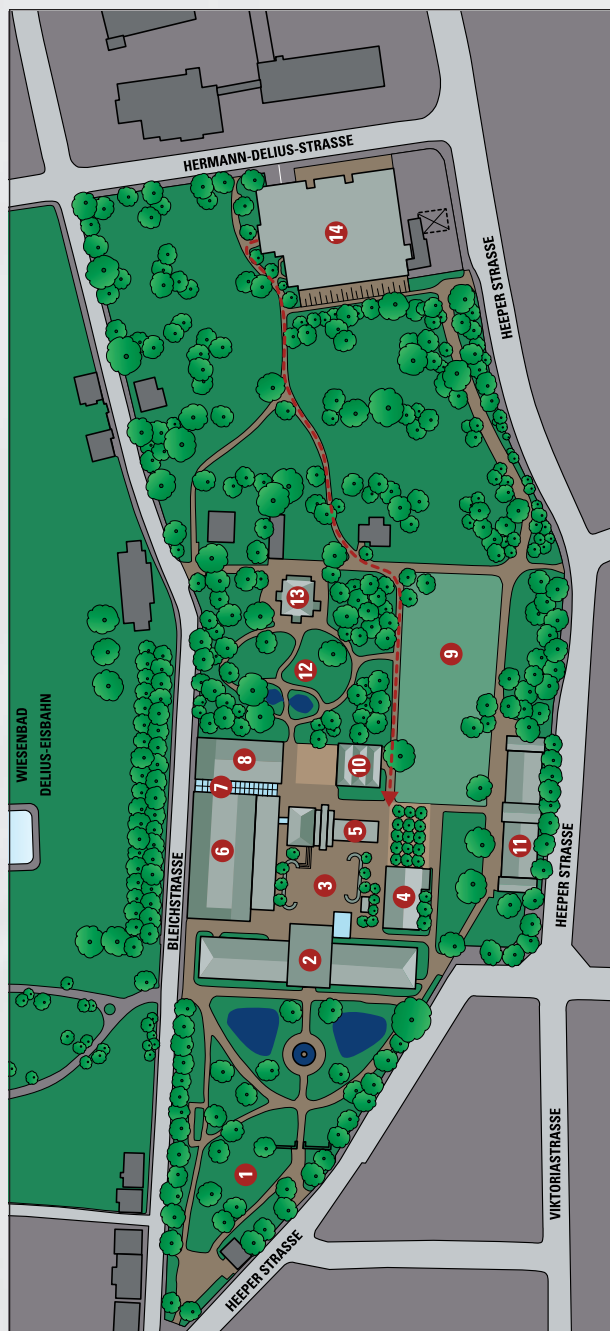 HERMANN-DELIUS-STRASSE
14
HEEPER STRASSE
WIESENBAD
DELIUS-EISBAHN
13
12
9
8
7
10
6
5
3
4
11
BLEICHSTRASSE
HEEPER STRASSE
2
1
VIKTORIASTRASSE
HEEPER STRASSE